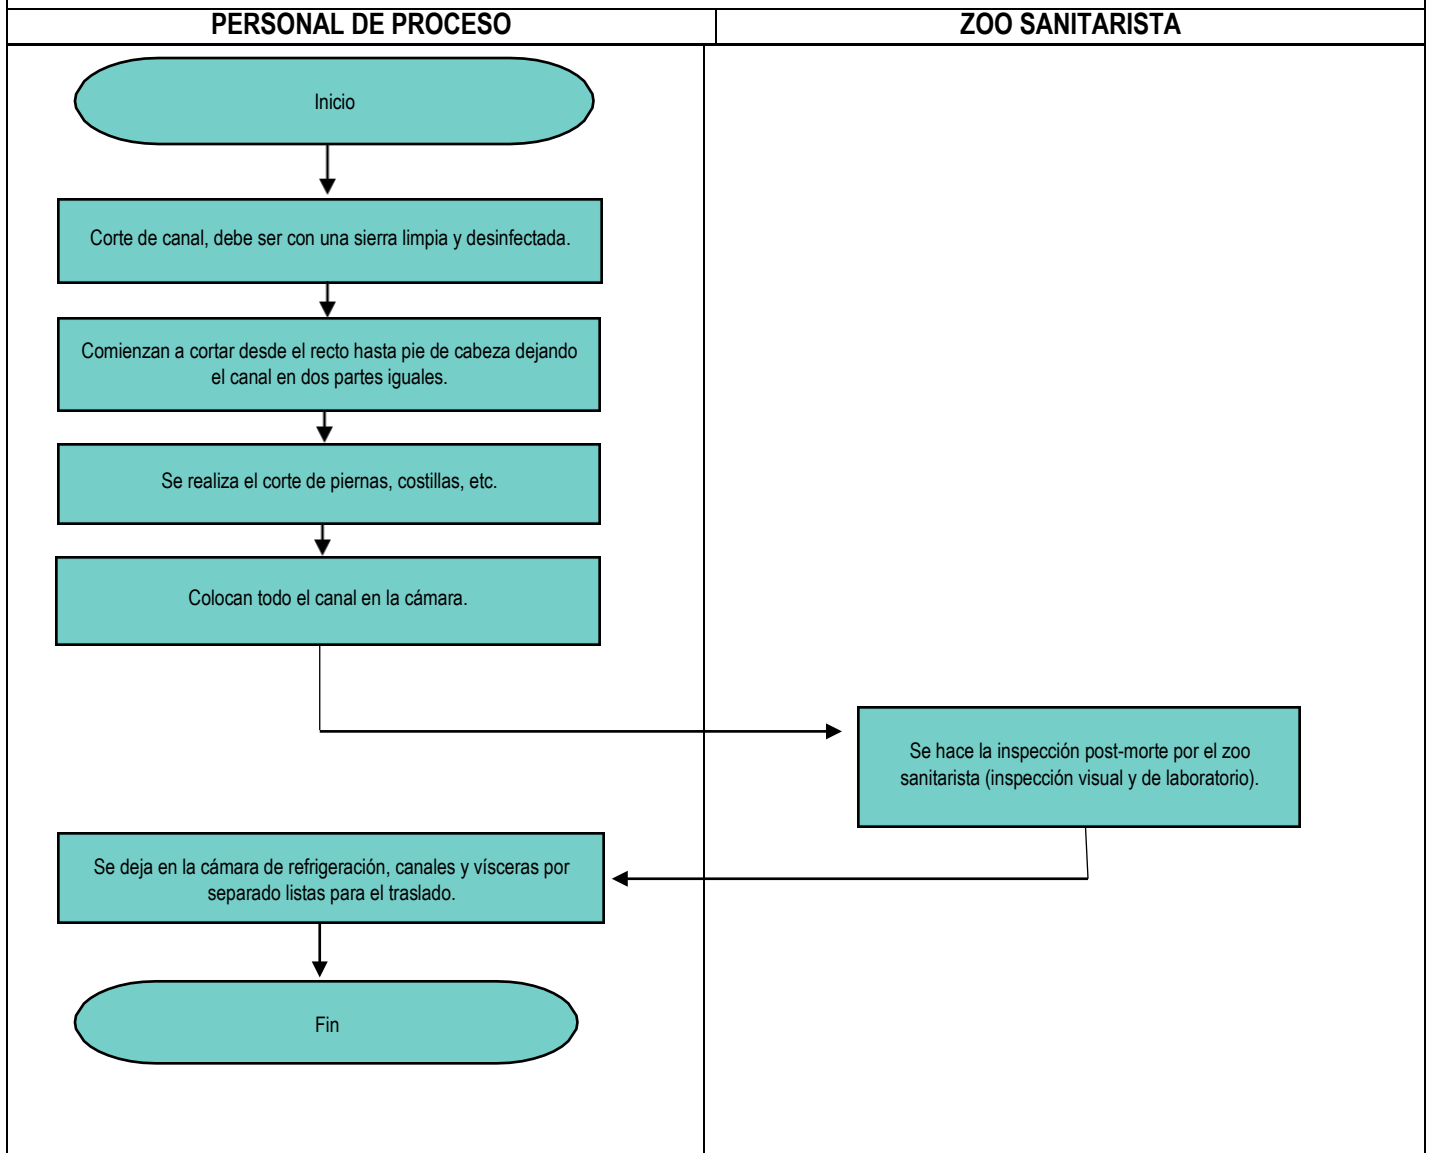 PERSONAL DE PROCESO
ZOO SANITARISTA
Inicio
Corte de canal, debe ser con una sierra limpia y desinfectada.
Comienzan a cortar desde el recto hasta pie de cabeza dejando
el canal en dos partes iguales.
Se realiza el corte de piernas, costillas, etc.
Colocan todo el canal en la cámara.
Se hace la inspección post-morte por el zoo
sanitarista (inspección visual y de laboratorio).
Se deja en la cámara de refrigeración, canales y vísceras por
separado listas para el traslado.
Fin